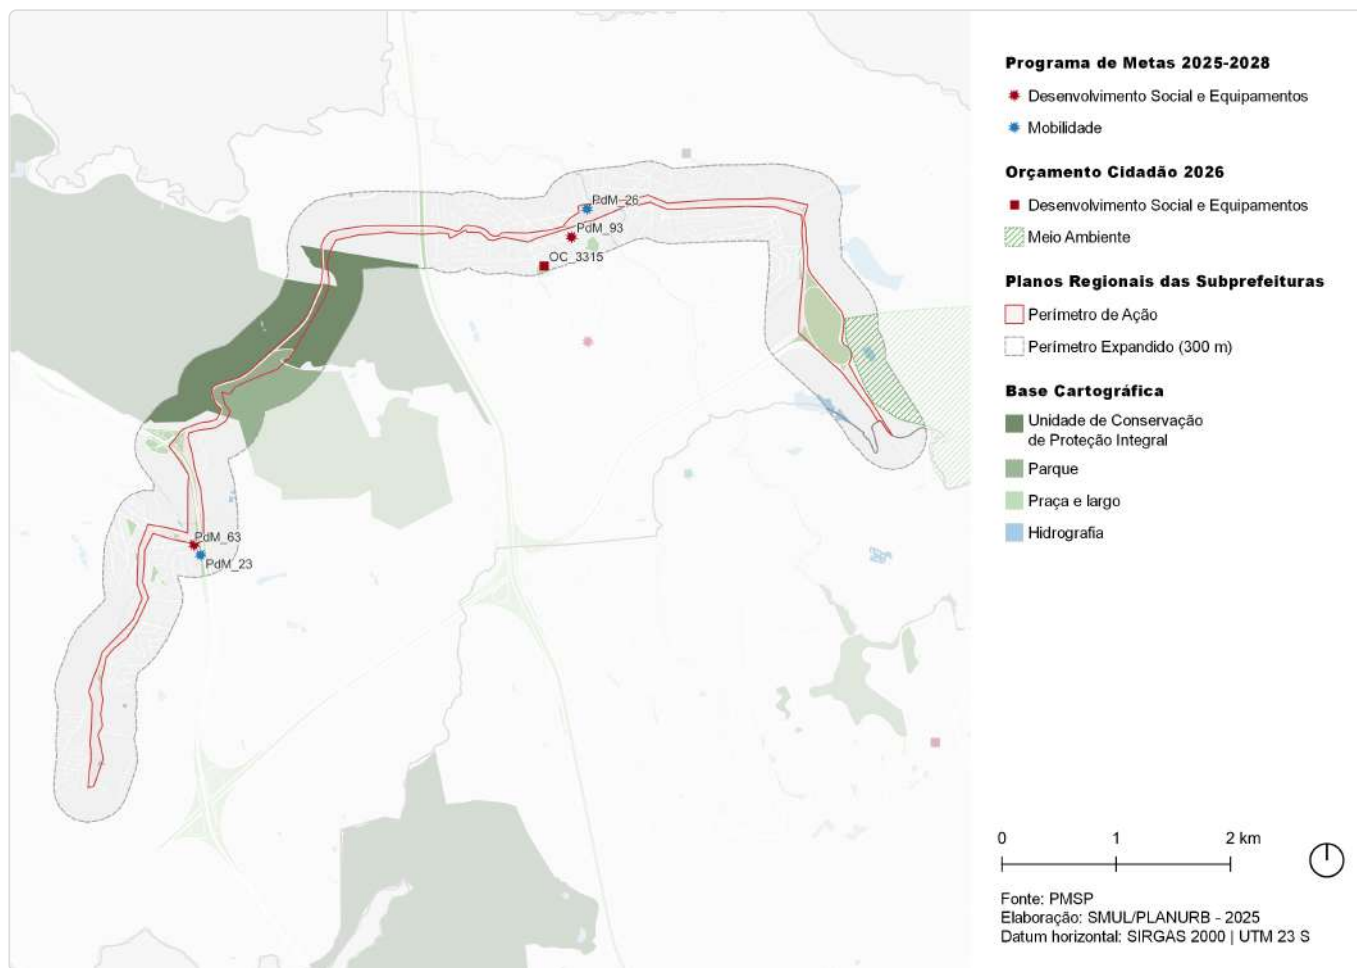 PdM_26
PdM_93
OC_3315
PdM_63
PdM_23
Programa de Metas 2025-2028
Desenvolvimento Social e Equipamentos
Mobilidade
Orçamento Cidadão 2026
Desenvolvimento Social e Equipamentos
Meio Ambiente
Planos Regionais das Subprefeituras
Perímetro de Ação
Perímetro Expandido (300 m)
Base Cartográfica
Unidade de Conservação
de Proteção Integral
Parque
Praça e largo
Hidrografia
0 1 2 km
Fonte: PMSP
Elaboração: SMUL/PLANURB - 2025
Datum horizontal: SIRGAS 2000 | UTM 23 S